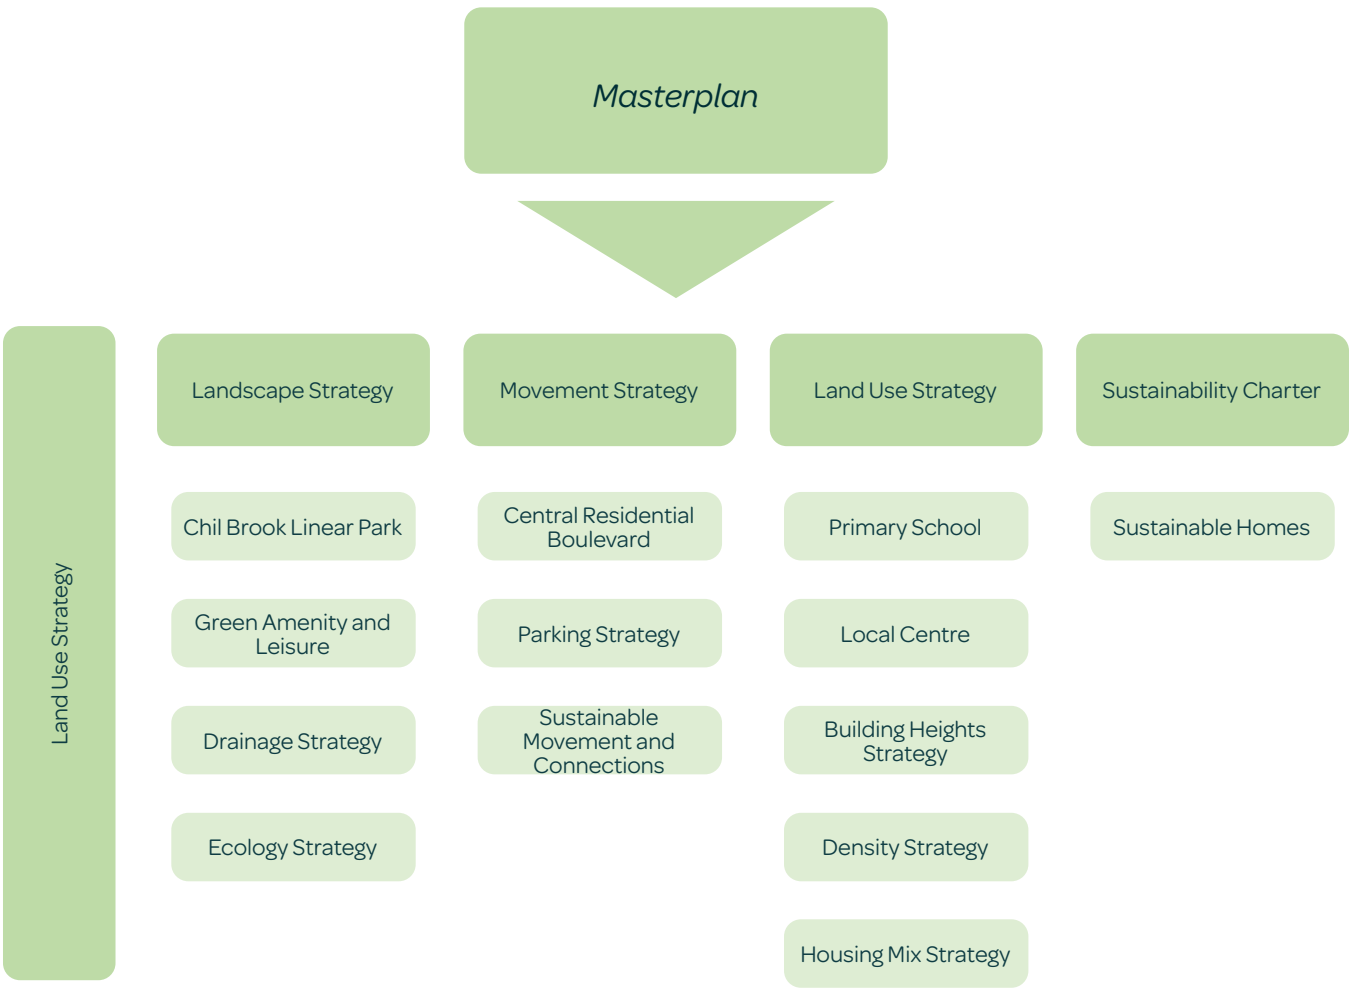 Masterplan
Land Use Strategy
Landscape Strategy
Chil Brook Linear Park
Green Amenity and
Leisure
Drainage Strategy
Ecology Strategy
Movement Strategy
Central Residential
Boulevard
Parking Strategy
Sustainable
Movement and
Connections
Land Use Strategy
Primary School
Local Centre
Building Heights
Strategy
Density Strategy
Housing Mix Strategy
Sustainability Charter
Sustainable Homes